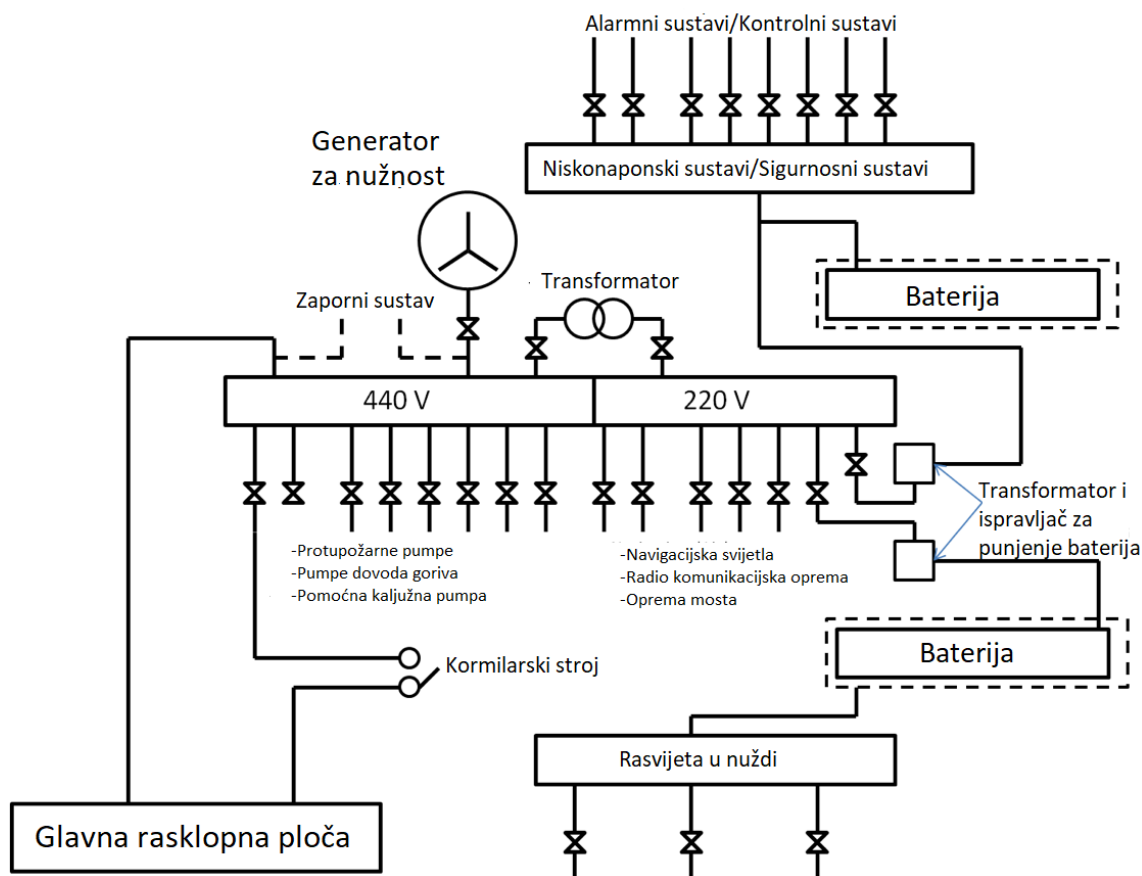 Alarmni sustavi/Kontrolni sustavi
Generator
za nužnost
Niskonaponski sustavi/Sigurnosni sustavi
Transformator
Zaporni sustav
Baterija
440 V
220 V
Transformator i
ispravljač za
punjenje baterija
-Protupožarne pumpe
-Pumpe dovoda goriva
-Pomoćna kaljužna pumpa
-Navigacijska svijetla
-Radio komunikacijska oprema
-Oprema mosta
Baterija
Kormilarski stroj
Rasvijeta u nuždi
Glavna rasklopna ploča